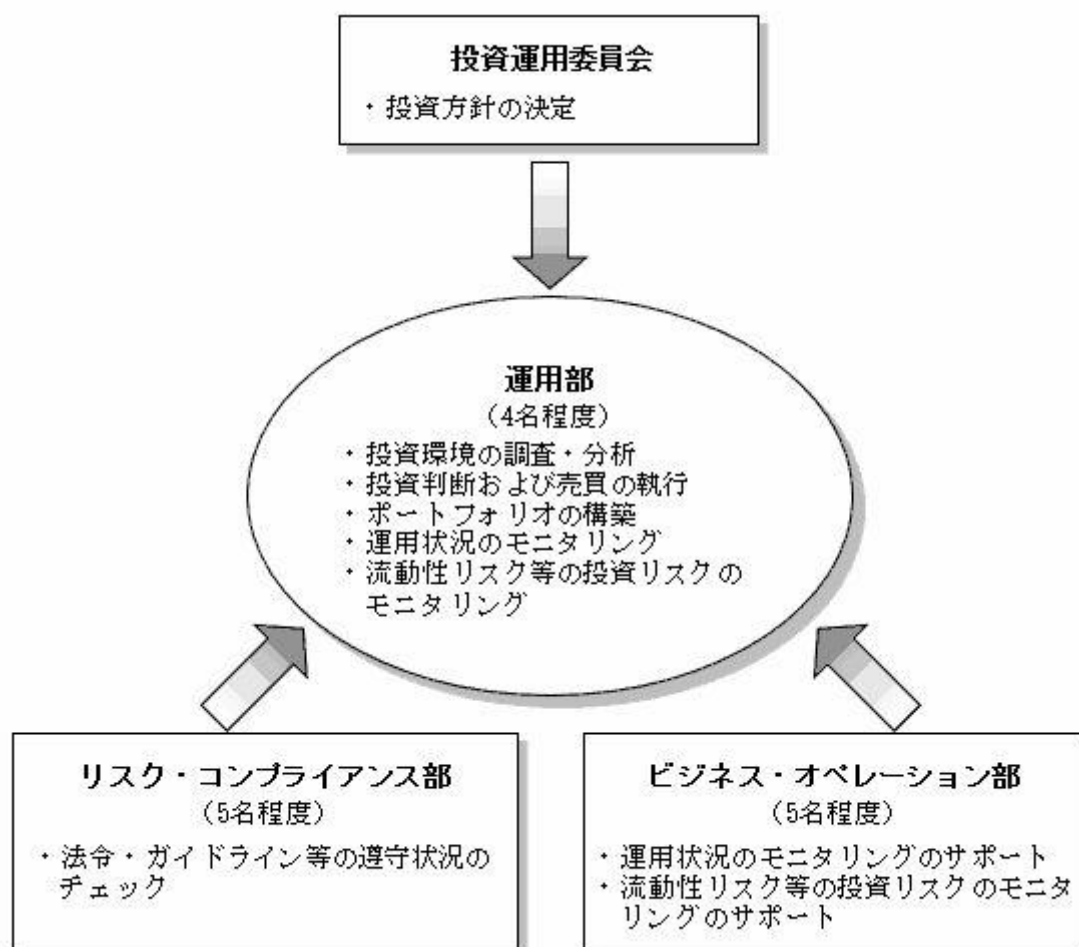 投資運用委員会
・投資方針の決定
運用部
（4名程度）
・投資環境の調査・分析
・投資判断および売買の執行
・ポートフォリオの構築
・運用状況のモニタリング
・流動性リスク等の投資リスクの
モニタリング
リスク・コンプライアンス部
（5名程度）
・法令・ガイドライン等の遵守状況の
チェック
ビジネス・オペレーション部
（5名程度）
・運用状況のモニタリングのサポート
・流動性リスク等の投資リスクのモニタ
リングのサポート